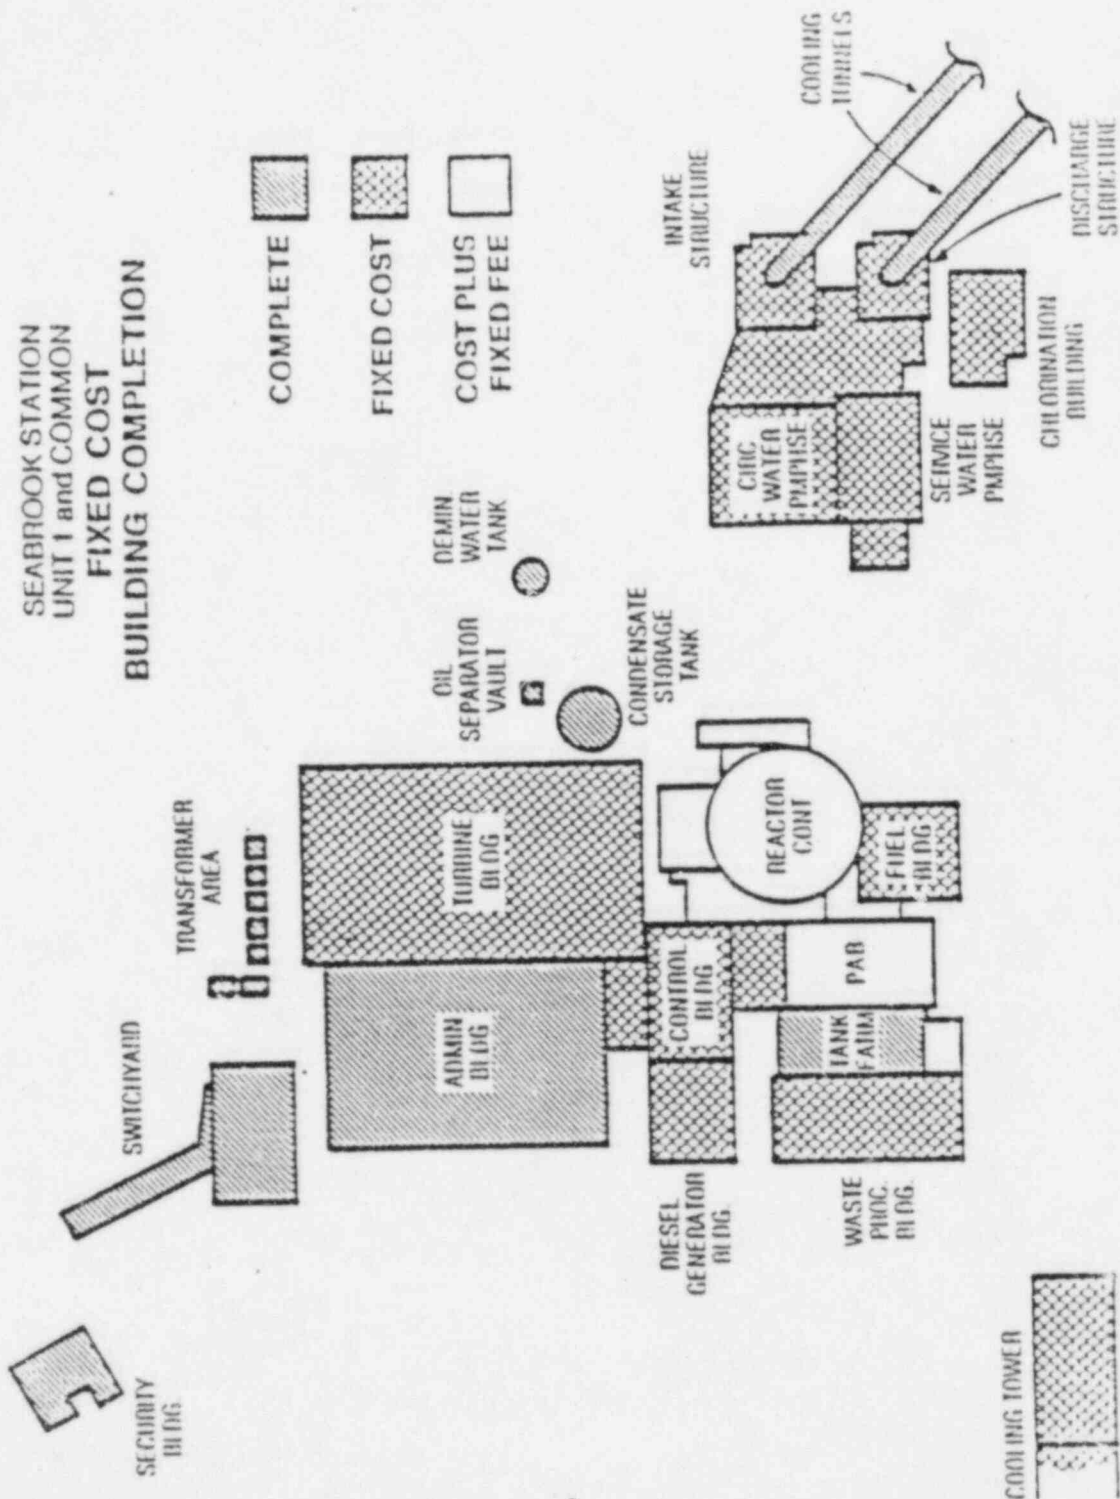 SEABROOK STATION
UNIT 1 and COMMON
FIXED COST
BUILDING COMPLETION
COMPLETE
FIXED COST
COST PLUS
FIXED FEE
SECURITY
BLDG.
SWITCHYARD
TRANSFORMER
AREA
ADMIN
BLDG
TURBINE
BLDG
OIL
SEPARATOR
VAULT
DEMIN.
WATER
TANK
CONDENSATE
STORAGE
TANK
DIESEL
GENERATOR
BLDG.
CONTROL
BLDG
REACTOR
CONT
WASTE
PROC.
BLDG.
TANK
FARM
PAB
FUEL
BLDG
INTAKE
STRUCTURE
COOLING
TUNNELS
CIRC
WATER
PMPHSE
SERVICE
WATER
PMPHSE
CHLORINATION
BUILDING
DISCHARGE
STRUCTURE
COOLING TOWER